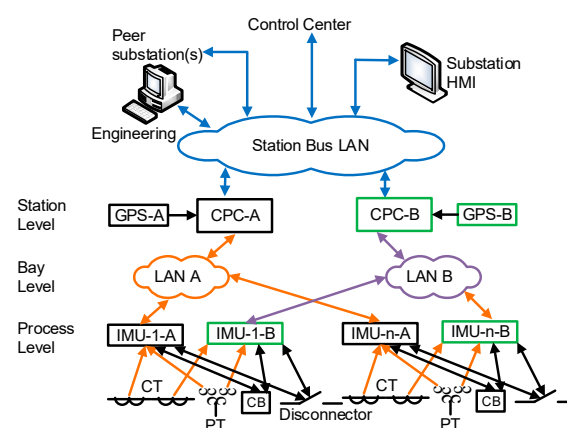 Control Center
Peer
substation(s)
Substation
HMI
Engineering
Station Bus LAN
Station
Level
GPS-A
CPC-A
CPC-B
GPS-B
Bay
Level
LAN A
LAN B
Process
Level
IMU-1-A
IMU-1-B
IMU-n-A
IMU-n-B
CT
PT
CB
Disconnector
CT
PT
CB